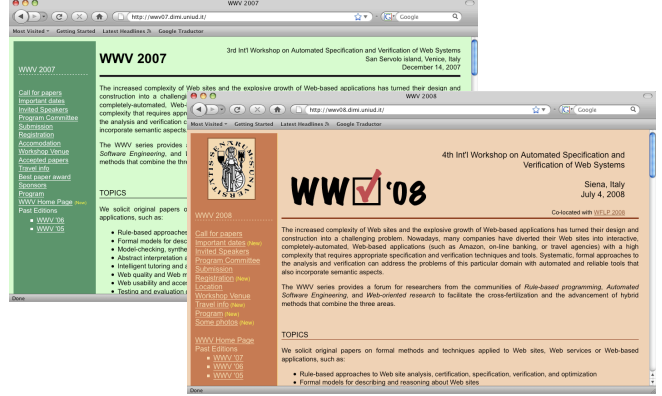 WWV 2007
http://wwv07.dimi.uniud.it/
Google
Most Visited
Getting Started
Latest Headlines
Google Traductor
WWV 2007
Call for papers
Important dates
Invited Speakers
Program Committee
Submission
Registration
Accomodation
Workshop Venue
Accepted papers
Travel info
Best paper award
Sponsors
Program
WWV Home Page (New)
Past Editions
WWV '06
WWV '05
WWV 2007
3rd Int'l Workshop on Automated Specification and Verification of Web Systems
San Servolo island, Venice, Italy
December 14, 2007
The increased complexity of Web sites and the explosive growth of Web-based applications has turned their design and
construction into a challengi
completely-automated, Web-
complexity that requires appr
the analysis and verification c
incorporate semantic aspects.
The WWV series provides a
Software Engineering, and
methods that combine the thr
TOPICS
We solicit original papers o
applications, such as:
Rule-based approaches
Formal models for desc
Model-checking, synthe
Abstract interpretation a
Intelligent tutoring and a
Web quality and Web m
Web usability and acce
Testing and evaluation
Done
WWV 2008
http://wwv08.dimi.uniud.it/
Google
Most Visited
Getting Started
Latest Headlines
Google Traductor
WWV 2008
Call for papers
Important dates (New)
Invited Speakers
Program Committee
Submission
Registration (New)
Location
Workshop Venue
Travel info (New)
Program (New)
Some photos (New)
WWV Home Page
Past Editions
WWV '07
WWV '06
WWV '05
WW '08
4th Int'l Workshop on Automated Specification and
Verification of Web Systems
Siena, Italy
July 4, 2008
Co-located with WFLP 2008
The increased complexity of Web sites and the explosive growth of Web-based applications has turned their design and
construction into a challenging problem. Nowadays, many companies have diverted their Web sites into interactive,
completely-automated, Web-based applications (such as Amazon, on-line banking, or travel agencies) with a high
complexity that requires appropriate specification and verification techniques and tools. Systematic, formal approaches to
the analysis and verification can address the problems of this particular domain with automated and reliable tools that
also incorporate semantic aspects.
The WWV series provides a forum for researchers from the communities of Rule-based programming, Automated
Software Engineering, and Web-oriented research to facilitate the cross-fertilization and the advancement of hybrid
methods that combine the three areas.
TOPICS
We solicit original papers on formal methods and techniques applied to Web sites, Web services or Web-based
applications, such as:
Rule-based approaches to Web site analysis, certification, specification, verification, and optimization
Formal models for describing and reasoning about Web sites
Done